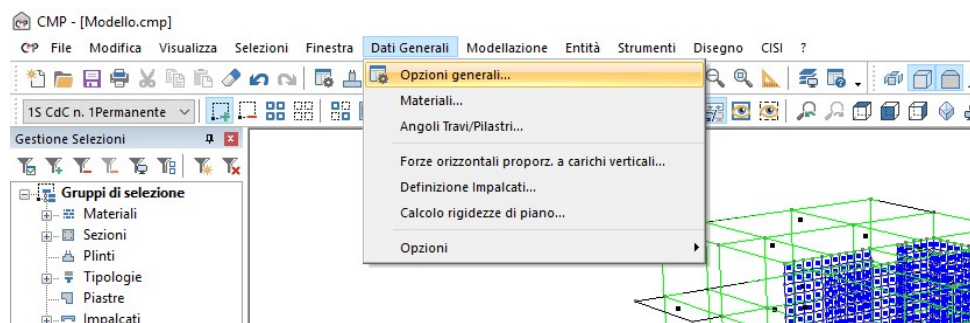 CMP - [Modello.cmp]
CMP File Modifica Visualizza Selezioni Finestra Dati Generali Modellazione Entità Strumenti Disegno CISI ?
Opzioni generali...
1S CdC n. 1Permanente
Materiali...
Angoli Travi/Pilastri...
Forze orizzontali proporz. a carichi verticali...
Definizione Impalcati...
Calcolo rigidezze di piano...
Opzioni
Gestione Selezioni
Gruppi di selezione
Materiali
Sezioni
Plinti
Tipologie
Piastre
Impalcati